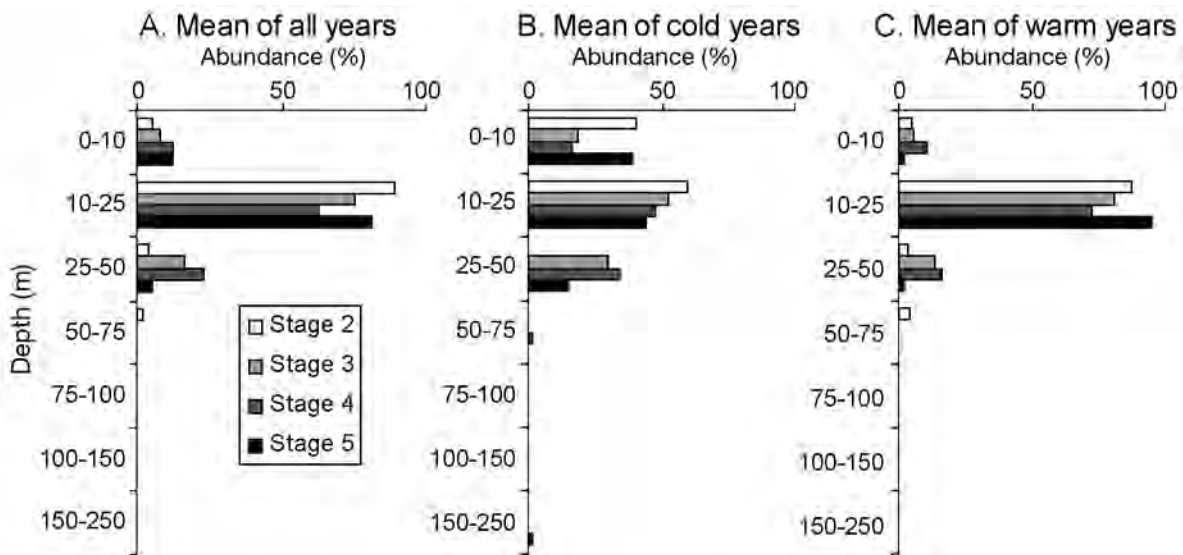 A. Mean of all years
Abundance (%)
0 50 100
Depth (m)
0-10
10-25
25-50
50-75
75-100
100-150
150-250
Stage 2
Stage 3
Stage 4
Stage 5
B. Mean of cold years
Abundance (%)
0 50 100
0-10
10-25
25-50
50-75
75-100
100-150
150-250
C. Mean of warm years
Abundance (%)
0 50 100
0-10
10-25
25-50
50-75
75-100
100-150
150-250